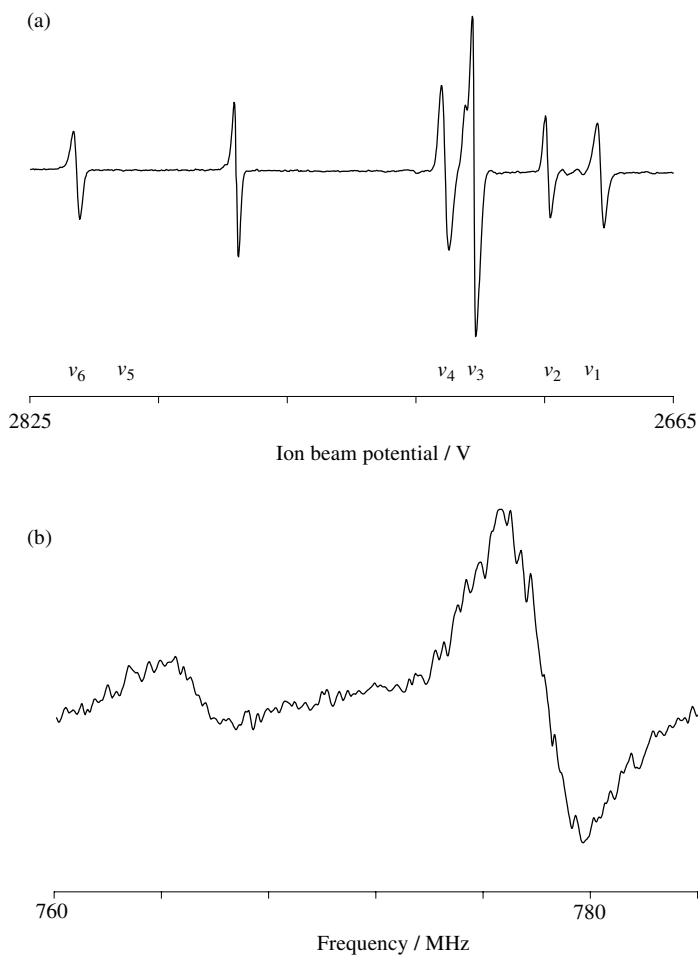 (a)
v₆ v₅ v₄ v₃ v₂ v₁
2825 2665
Ion beam potential / V
(b)
760 780
Frequency / MHz